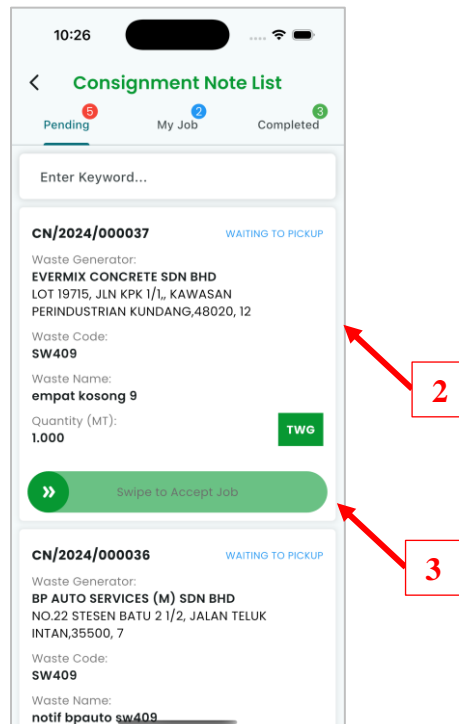 10:26
Consignment Note List
5
2
3
Pending
My Job
Completed
Enter Keyword...
CN/2024/000037
WAITING TO PICKUP
Waste Generator:
EVERMIX CONCRETE SDN BHD
LOT 19715, JLN KPK 1/1,, KAWASAN
PERINDUSTRIAN KUNDANG,48020, 12
Waste Code:
SW409
Waste Name:
empat kosong 9
Quantity (MT):
1.000
TWG
Swipe to Accept Job
2
3
CN/2024/000036
WAITING TO PICKUP
Waste Generator:
BP AUTO SERVICES (M) SDN BHD
NO.22 STESEN BATU 2 1/2, JALAN TELUK
INTAN,35500, 7
Waste Code:
SW409
Waste Name:
notif bpauto sw409